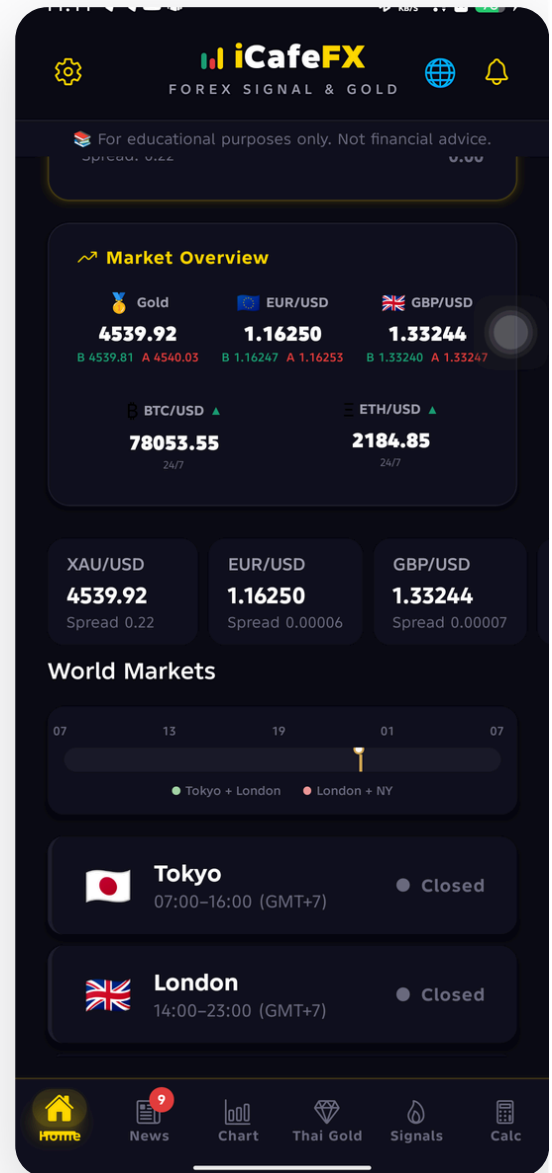 iCafeFX
FOREX SIGNAL & GOLD
📚 For educational purposes only. Not financial advice.
Spread: 0.22 0.00
Market Overview
Gold EUR/USD GBP/USD
4539.92 1.16250 1.33244
B 4539.81 A 4540.03 B 1.16247 A 1.16253 B 1.33240 A 1.33247
BTC/USD ▲ ETH/USD ▲
78053.55 2184.85
24/7 24/7
XAU/USD EUR/USD GBP/USD
4539.92 1.16250 1.33244
Spread 0.22 Spread 0.00006 Spread 0.00007
World Markets
07 13 19 01 07
Tokyo + London London + NY
Tokyo
07:00–16:00 (GMT+7) Closed
London
14:00–23:00 (GMT+7) Closed
9
Home News Chart Thai Gold Signals Calc